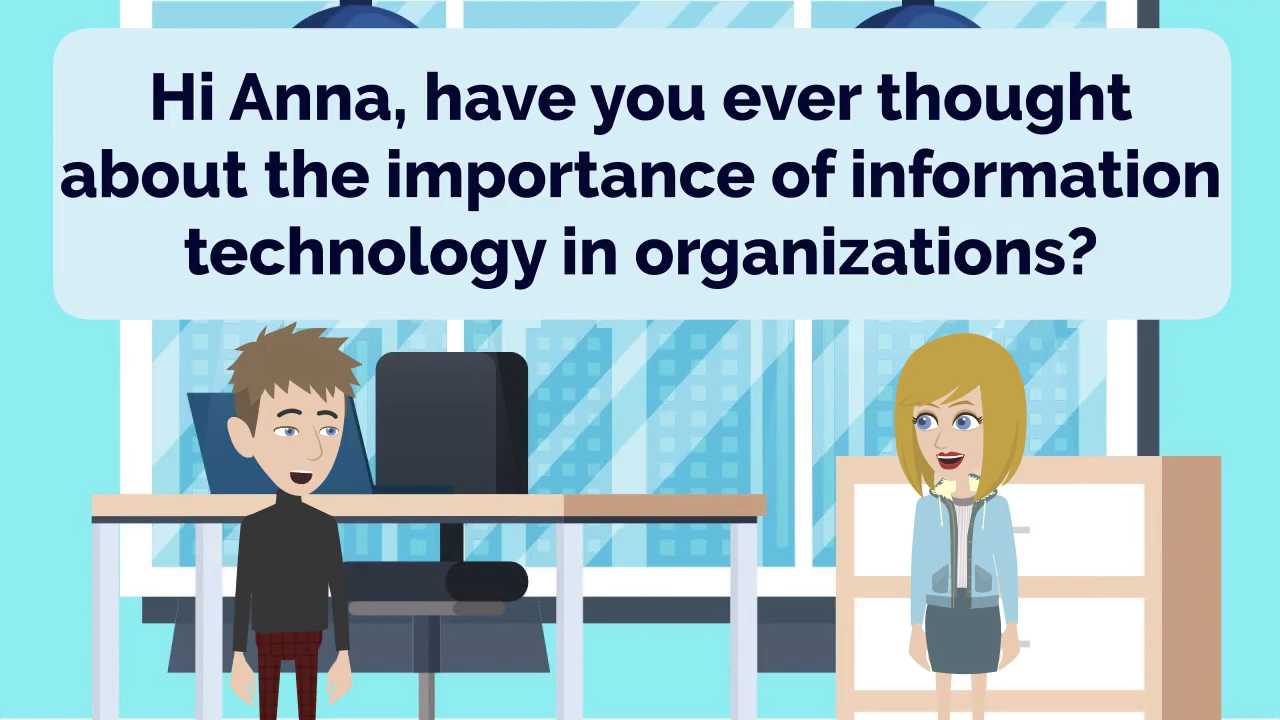 Hi Anna, have you ever thought
about the importance of information
technology in organizations?